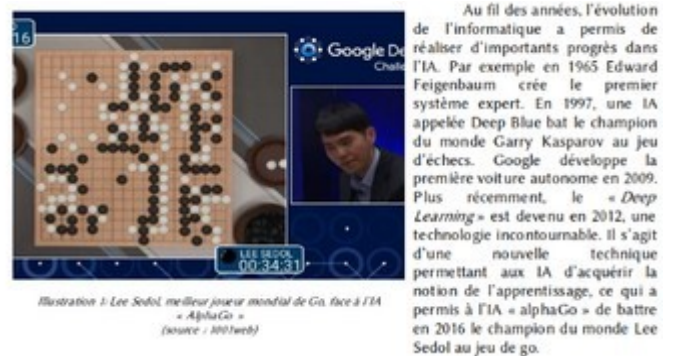 16
Google De
Challe
LEE SEDOL
00:34:31
Illustration 1: Lee Sedol, meilleur joueur mondial de Go, face à l'IA
« AlphaGo »
(source : 1001web)
Au fil des années, l'évolution
de l'informatique a permis de
réaliser d'importants progrès dans
l'IA. Par exemple en 1965 Edward
Feigenbaum crée le premier
système expert. En 1997, une IA
appelée Deep Blue bat le champion
du monde Garry Kasparov au jeu
d'échecs. Google développe la
première voiture autonome en 2009.
Plus récemment, le « Deep
Learning » est devenu en 2012, une
technologie incontournable. Il s'agit
d'une nouvelle technique
permettant aux IA d'acquérir la
notion de l'apprentissage, ce qui a
permis à l'IA « alphaGo » de battre
en 2016 le champion du monde Lee
Sedol au jeu de go.